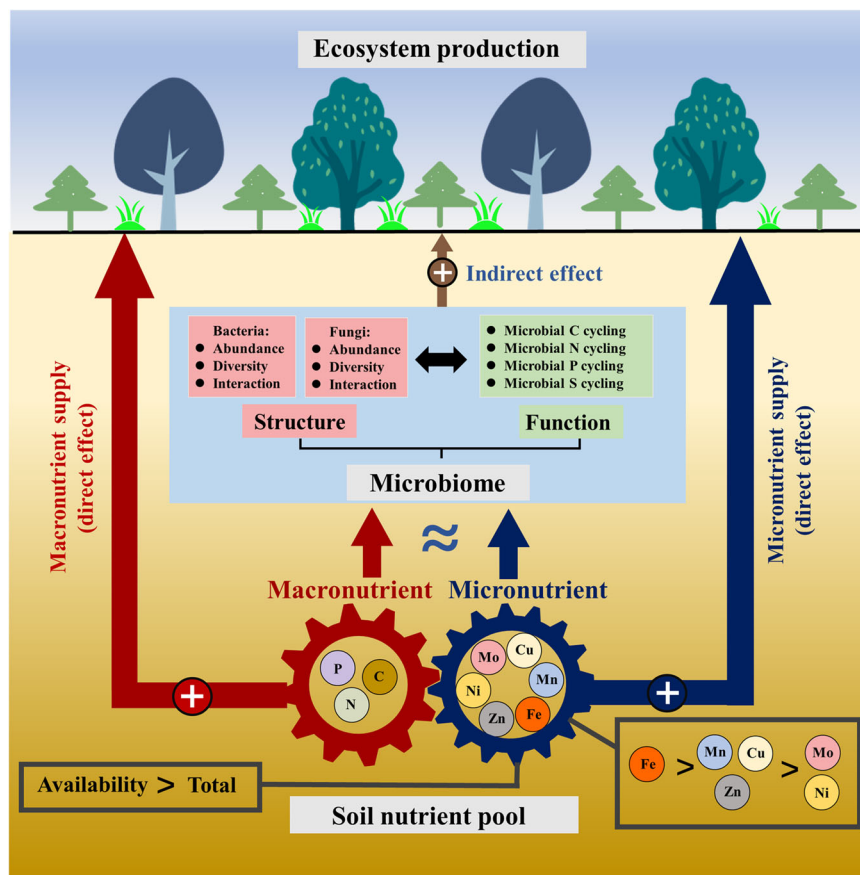 Ecosystem production
Indirect effect
Bacteria:
● Abundance
● Diversity
● Interaction
Fungi:
● Abundance
● Diversity
● Interaction
● Microbial C cycling
● Microbial N cycling
● Microbial P cycling
● Microbial S cycling
Structure
Function
Microbiome
Macronutrient supply
(direct effect)
Micronutrient supply
(direct effect)
≈
Macronutrient
Micronutrient
P
C
N
Mo
Cu
Ni
Mn
Zn
Fe
Availability > Total
Fe > Mn Cu Zn > Mo Ni
Soil nutrient pool